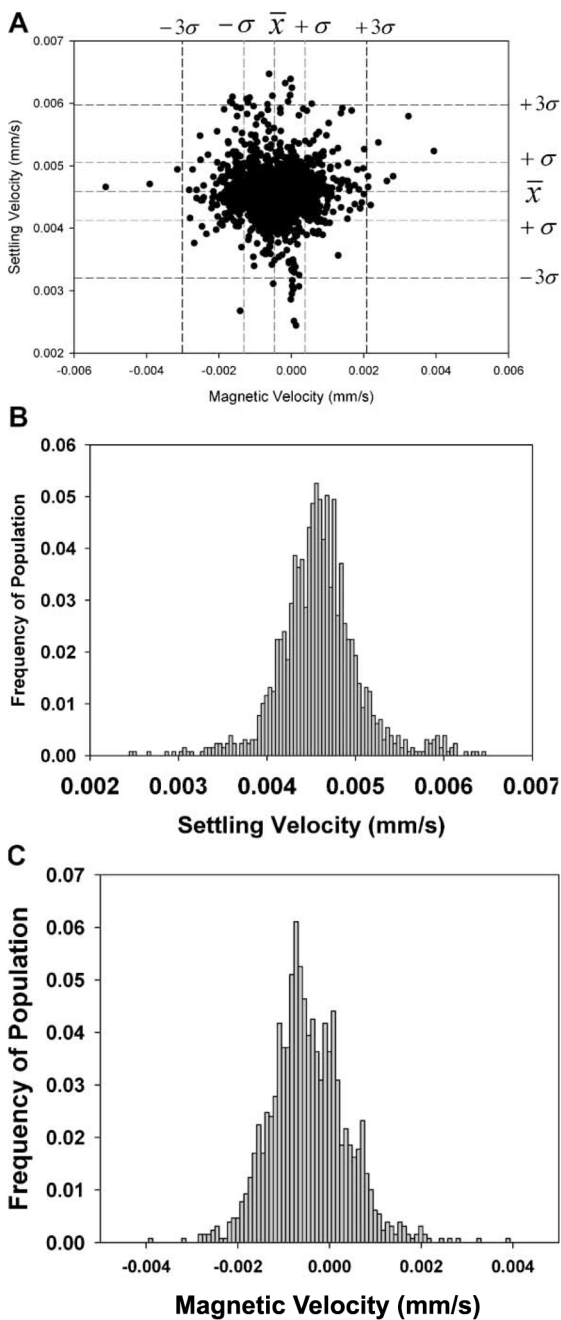 A
−3σ −σ x̄ +σ +3σ
0.007
0.006
0.005
0.004
0.003
0.002
Settling Velocity (mm/s)
+3σ
+σ
x̄
+σ
−3σ
-0.006 -0.004 -0.002 0.000 0.002 0.004 0.006
Magnetic Velocity (mm/s)
B
0.06
0.05
0.04
0.03
0.02
0.01
0.00
Frequency of Population
0.002 0.003 0.004 0.005 0.006 0.007
Settling Velocity (mm/s)
C
0.07
0.06
0.05
0.04
0.03
0.02
0.01
0.00
Frequency of Population
-0.004 -0.002 0.000 0.002 0.004
Magnetic Velocity (mm/s)